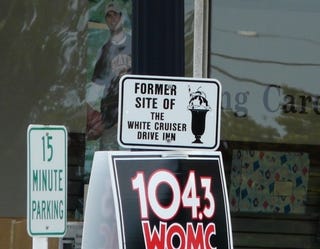 FORMER
SITE OF
THE
WHITE CRUISER
DRIVE INN
15
MINUTE
PARKING
104.3
WOMC